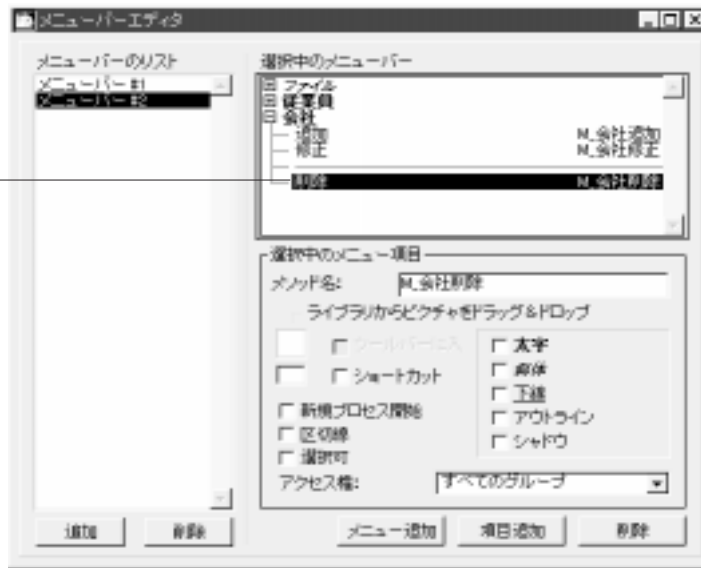 メニューバーエディタ
メニューバーのリスト
メニューバー #1
メニューバー #2
追加
削除
選択中のメニューバー
ファイル
従業員
会社
追加 M_会社追加
修正 M_会社修正
削除 M_会社削除
選択中のメニュー項目
メソッド名: M_会社削除
ライブラリからピクチャをドラッグ&ドロップ
ツールバーに入
ショートカット
新規プロセス開始
区切線
選択可
太字
斜体
下線
アウトライン
シャドウ
アクセス権: すべてのグループ
メニュー追加
項目追加
削除